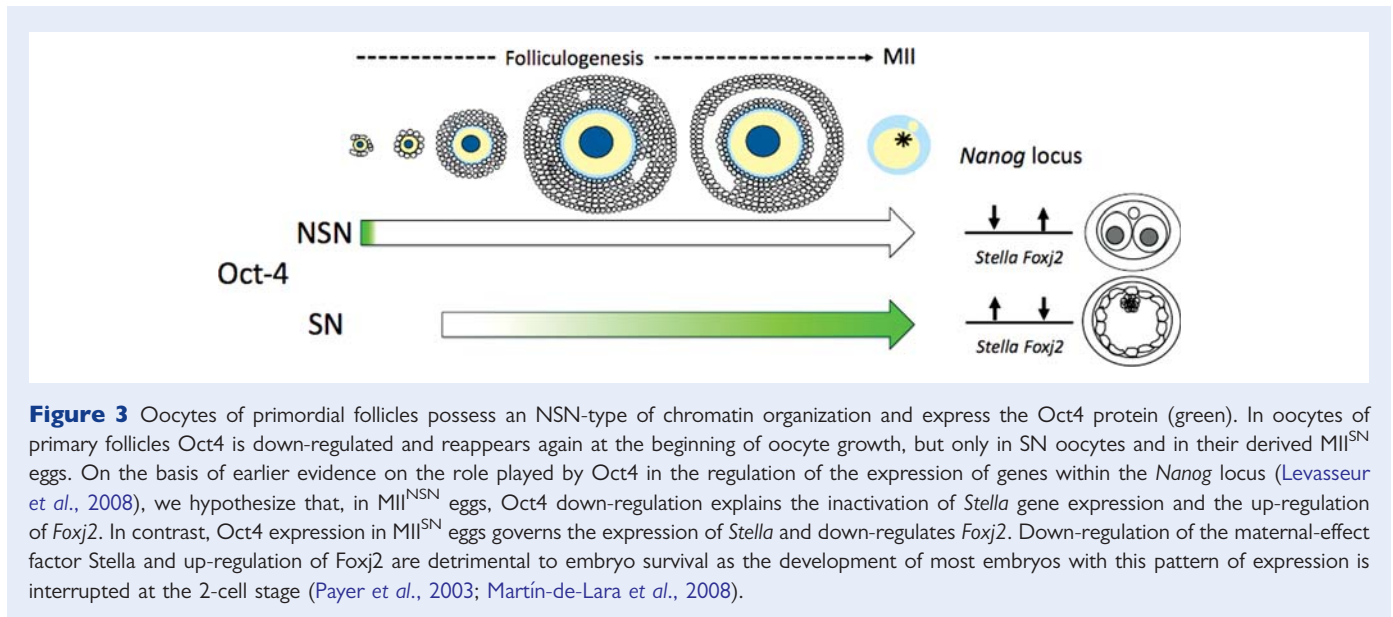 Folliculogenesis MII
Nanog locus
NSN
Stella Foxj2
Oct-4
SN
Stella Foxj2
Figure 3 Oocytes of primordial follicles possess an NSN-type of chromatin organization and express the Oct4 protein (green). In oocytes of
primary follicles Oct4 is down-regulated and reappears again at the beginning of oocyte growth, but only in SN oocytes and in their derived MII^SN
eggs. On the basis of earlier evidence on the role played by Oct4 in the regulation of the expression of genes within the Nanog locus (Levasseur
et al., 2008), we hypothesize that, in MII^NSN eggs, Oct4 down-regulation explains the inactivation of Stella gene expression and the up-regulation
of Foxj2. In contrast, Oct4 expression in MII^SN eggs governs the expression of Stella and down-regulates Foxj2. Down-regulation of the maternal-effect
factor Stella and up-regulation of Foxj2 are detrimental to embryo survival as the development of most embryos with this pattern of expression is
interrupted at the 2-cell stage (Payer et al., 2003; Martín-de-Lara et al., 2008).